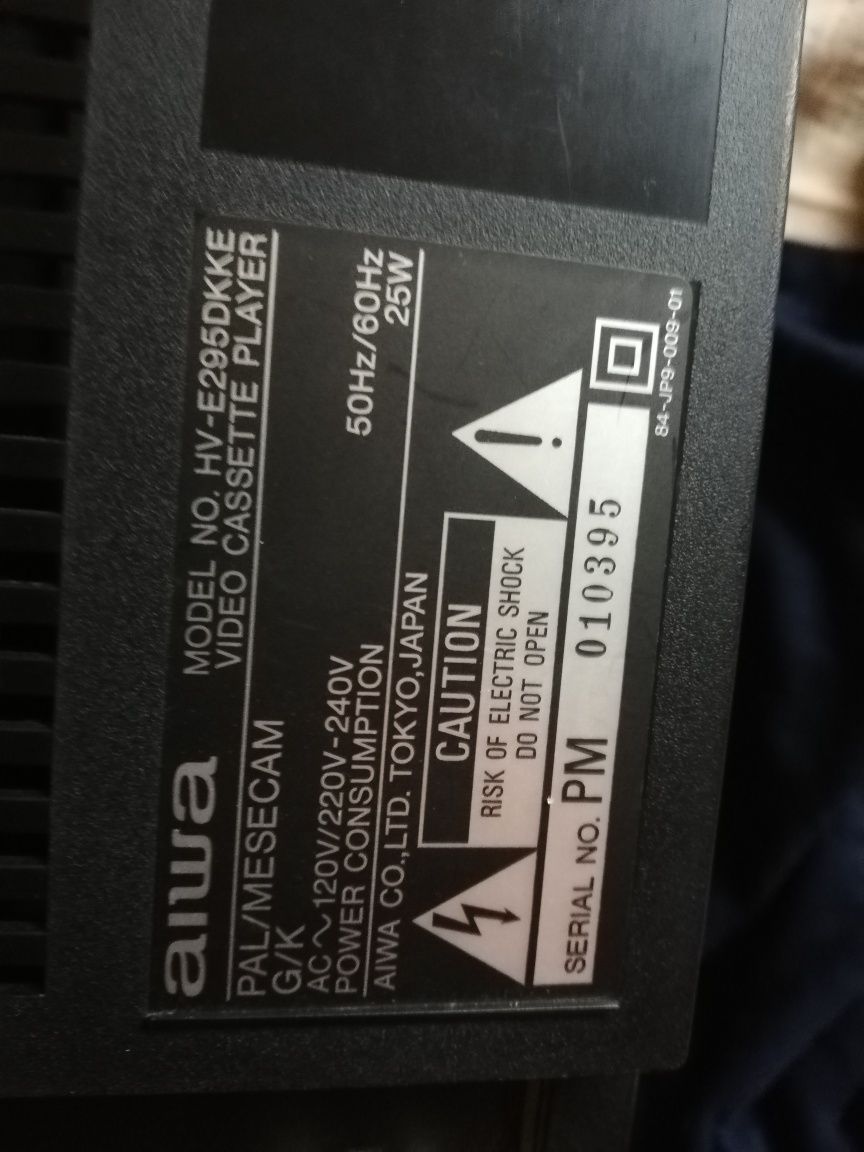 aiwa MODEL NO. HV-E295DKKE
VIDEO CASSETTE PLAYER
PAL/MESECAM
G/K
AC～120V/220V-240V 50Hz/60Hz
POWER CONSUMPTION 25W
AIWA CO.,LTD. TOKYO,JAPAN
CAUTION
RISK OF ELECTRIC SHOCK
DO NOT OPEN
SERIAL NO. PM 010395
84-JP9-009-01